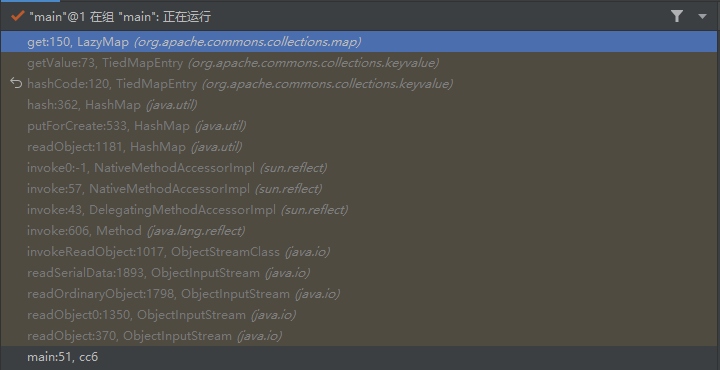 "main"@1 在组 "main": 正在运行
get:150, LazyMap (org.apache.commons.collections.map)
getValue:73, TiedMapEntry (org.apache.commons.collections.keyvalue)
hashCode:120, TiedMapEntry (org.apache.commons.collections.keyvalue)
hash:362, HashMap (java.util)
putForCreate:533, HashMap (java.util)
readObject:1181, HashMap (java.util)
invoke0:-1, NativeMethodAccessorImpl (sun.reflect)
invoke:57, NativeMethodAccessorImpl (sun.reflect)
invoke:43, DelegatingMethodAccessorImpl (sun.reflect)
invoke:606, Method (java.lang.reflect)
invokeReadObject:1017, ObjectStreamClass (java.io)
readSerialData:1893, ObjectInputStream (java.io)
readOrdinaryObject:1798, ObjectInputStream (java.io)
readObject0:1350, ObjectInputStream (java.io)
readObject:370, ObjectInputStream (java.io)
main:51, cc6